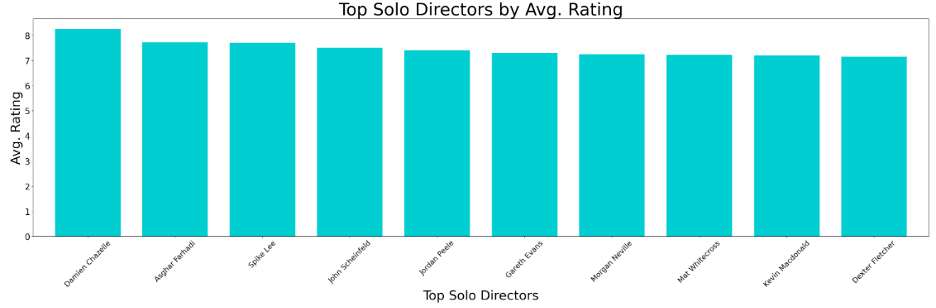 Top Solo Directors by Avg. Rating
Avg. Rating
8
7
6
5
4
3
2
1
0
Damien Chazelle
Asghar Farhadi
Spike Lee
John Scheinfeld
Jordan Peele
Gareth Evans
Morgan Neville
Mat Whitecross
Kevin Macdonald
Dexter Fletcher
Top Solo Directors